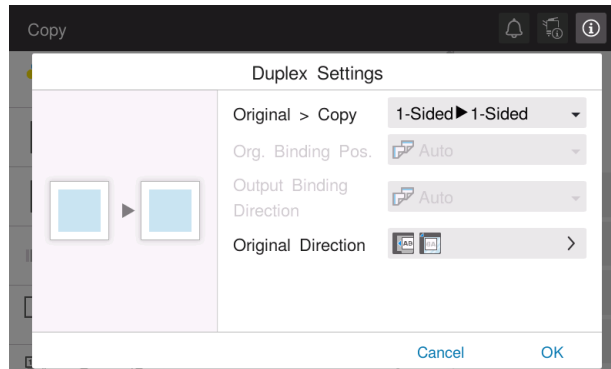 Copy
Duplex Settings
Original > Copy
1-Sided▶1-Sided
Org. Binding Pos.
Auto
Output Binding
Direction
Auto
Original Direction
Cancel
OK